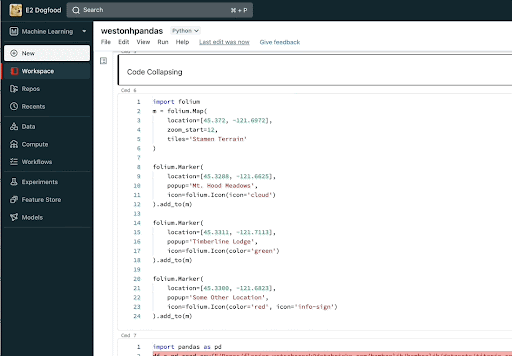 E2 Dogfood
Search
⌘ + P
Machine Learning
New
Workspace
Repos
Recents
Data
Compute
Workflows
Experiments
Feature Store
Models
westonhpandas
Python
File Edit View Run Help Last edit was now Give feedback
Code Collapsing
Cmd 6
1 import folium
2 m = folium.Map(
3 location=[45.372, -121.6972],
4 zoom_start=12,
5 tiles='Stamen Terrain'
6 )
7
8 folium.Marker(
9 location=[45.3288, -121.6625],
10 popup='Mt. Hood Meadows',
11 icon=folium.Icon(icon='cloud')
12 ).add_to(m)
13
14 folium.Marker(
15 location=[45.3311, -121.7113],
16 popup='Timberline Lodge',
17 icon=folium.Icon(color='green')
18 ).add_to(m)
19
20 folium.Marker(
21 location=[45.3300, -121.6823],
22 popup='Some Other Location',
23 icon=folium.Icon(color='red', icon='info-sign')
24 ).add_to(m)
Cmd 7
1 import pandas as pd